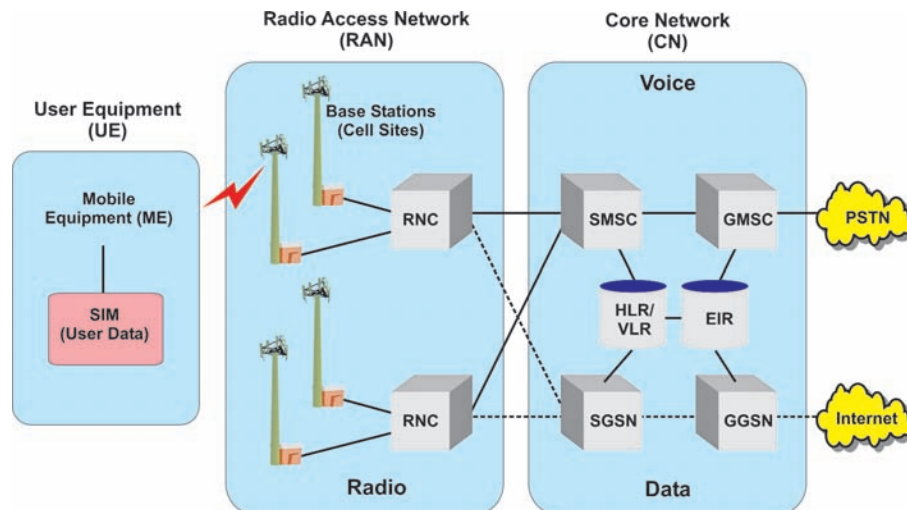 Radio Access Network
(RAN)
Core Network
(CN)
User Equipment
(UE)
Voice
Base Stations
(Cell Sites)
Mobile
Equipment (ME)
SIM
(User Data)
RNC
SMSC
GMSC
PSTN
HLR/
VLR
EIR
RNC
SGSN
GGSN
Internet
Radio
Data